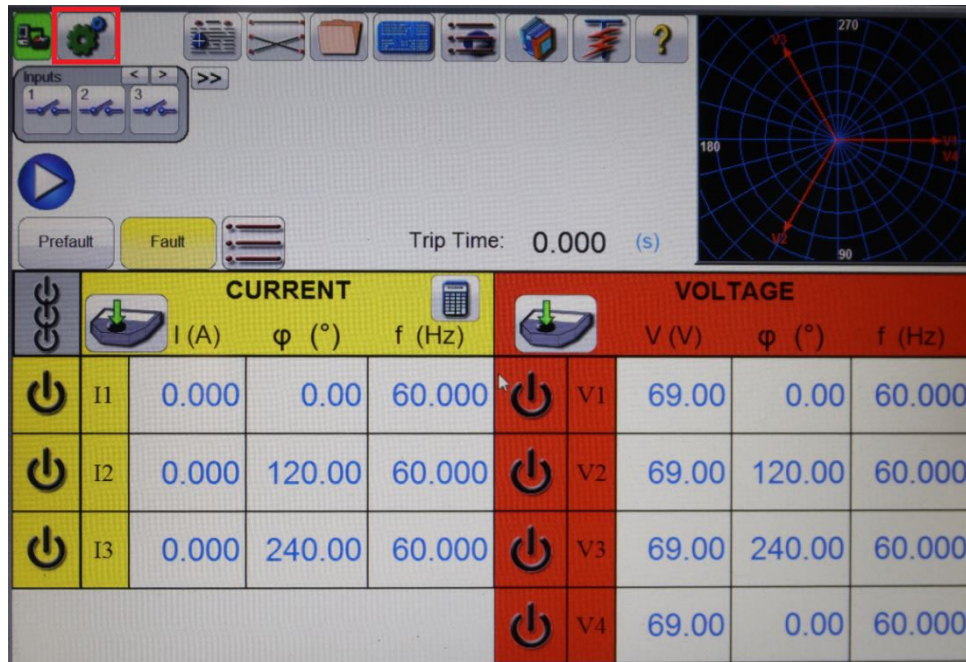 ?
Inputs < > >>
1 2 3
270
V3
180
V1
V4
V2
90
Prefault Fault Trip Time: 0.000 (s)
CURRENT VOLTAGE
I (A) φ (°) f (Hz) V (V) φ (°) f (Hz)
I1 0.000 0.00 60.000 V1 69.00 0.00 60.000
I2 0.000 120.00 60.000 V2 69.00 120.00 60.000
I3 0.000 240.00 60.000 V3 69.00 240.00 60.000
V4 69.00 0.00 60.000